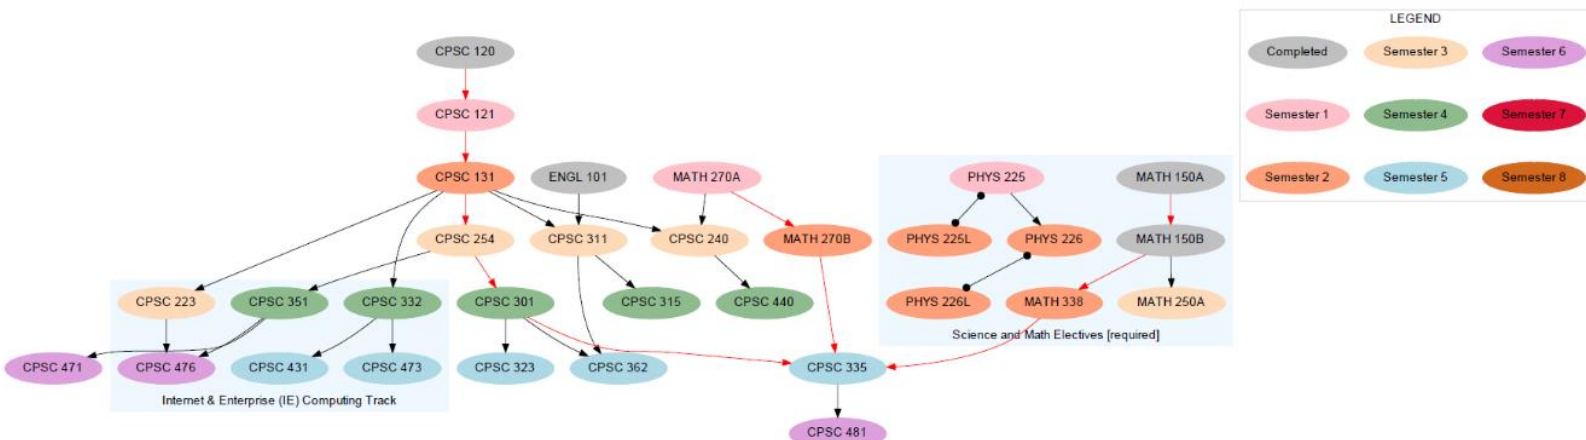 LEGEND
CPSC 120
Completed
Semester 3
Semester 6
CPSC 121
Semester 1
Semester 4
Semester 7
CPSC 131
ENGL 101
MATH 270A
PHYS 225
MATH 150A
Semester 2
Semester 5
Semester 8
CPSC 254
CPSC 311
CPSC 240
MATH 270B
PHYS 225L
PHYS 226
MATH 150B
CPSC 223
CPSC 351
CPSC 332
CPSC 301
CPSC 315
CPSC 440
PHYS 226L
MATH 338
MATH 250A
Science and Math Electives [required]
CPSC 471
CPSC 476
CPSC 431
CPSC 473
CPSC 323
CPSC 362
CPSC 335
Internet & Enterprise (IE) Computing Track
CPSC 481